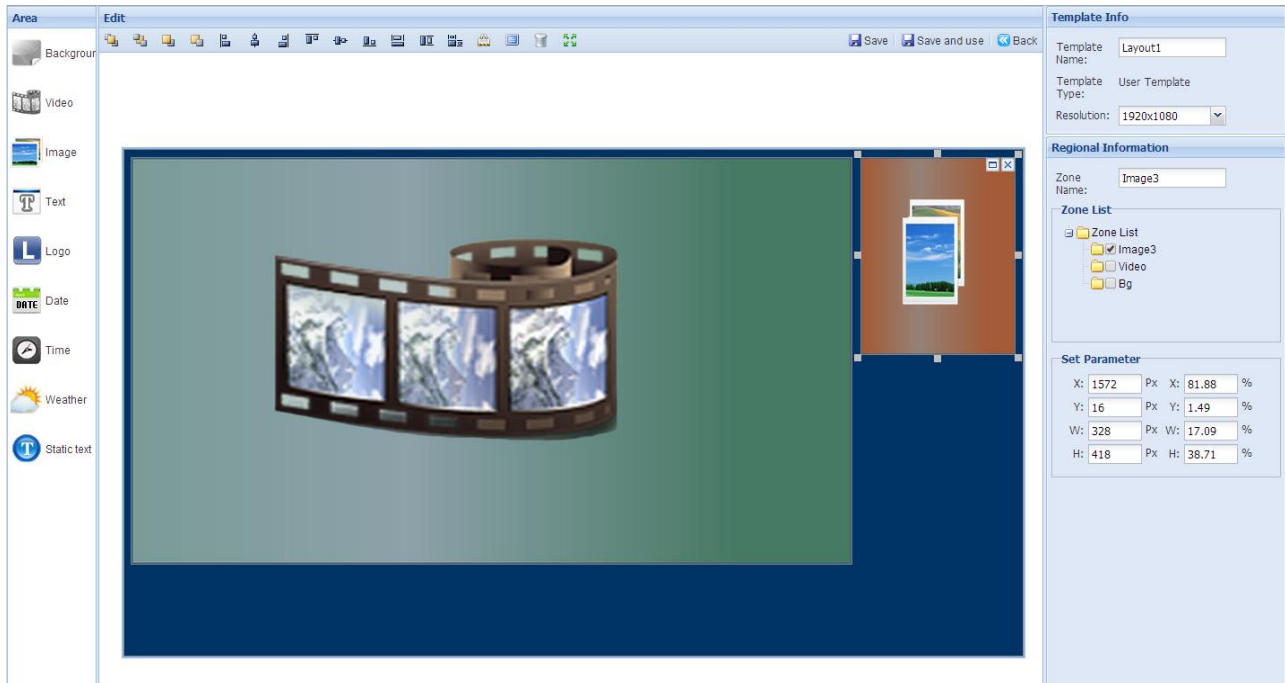 Area
Edit
Template Info
Save
Save and use
Back
Backgroun
Video
Image
Text
Logo
DATE
Date
Time
Weather
Static text
Template
Name:
Layout1
Template
Type:
User Template
Resolution:
1920x1080
Regional Information
Zone
Name:
Image3
Zone List
Zone List
Image3
Video
Bg
Set Parameter
X: 1572 Px X: 81.88 %
Y: 16 Px Y: 1.49 %
W: 328 Px W: 17.09 %
H: 418 Px H: 38.71 %